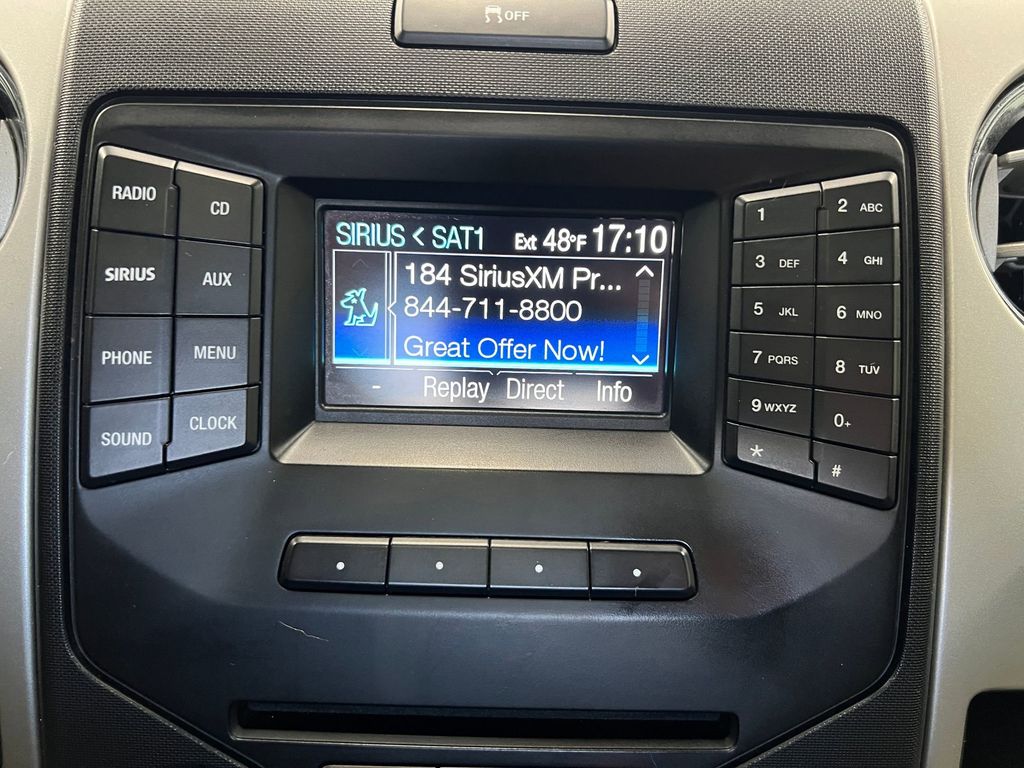 OFF
RADIO
CD
SIRIUS
AUX
PHONE
MENU
SOUND
CLOCK
SIRIUS < SAT1 Ext 48°F 17:10
184 SiriusXM Pr...
844-711-8800
Great Offer Now!
- Replay Direct Info
1
2 ABC
3 DEF
4 GHI
5 JKL
6 MNO
7 PQRS
8 TUV
9 WXYZ
0+
*
#